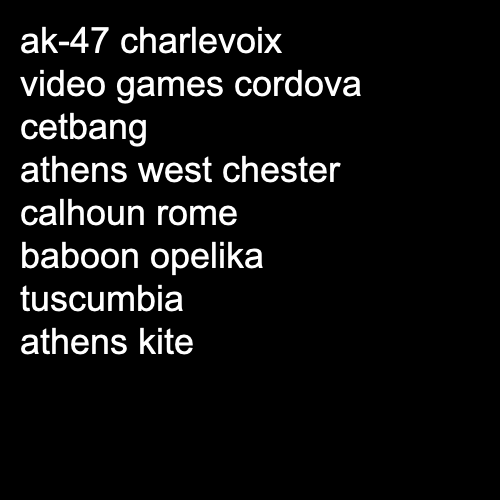 ak-47 charlevoix
video games cordova
cetbang
athens west chester
calhoun rome
baboon opelika
tuscumbia
athens kite